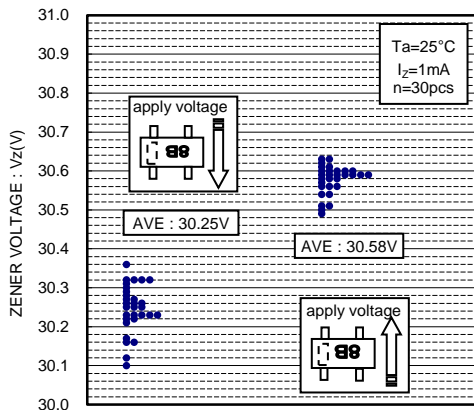 31.0
30.9
30.8
30.7
30.6
30.5
30.4
30.3
30.2
30.1
30.0
ZENER VOLTAGE : Vz(V)
Ta=25°C
Iz=1mA
n=30pcs
apply voltage
8B
AVE : 30.25V
AVE : 30.58V
apply voltage
8B